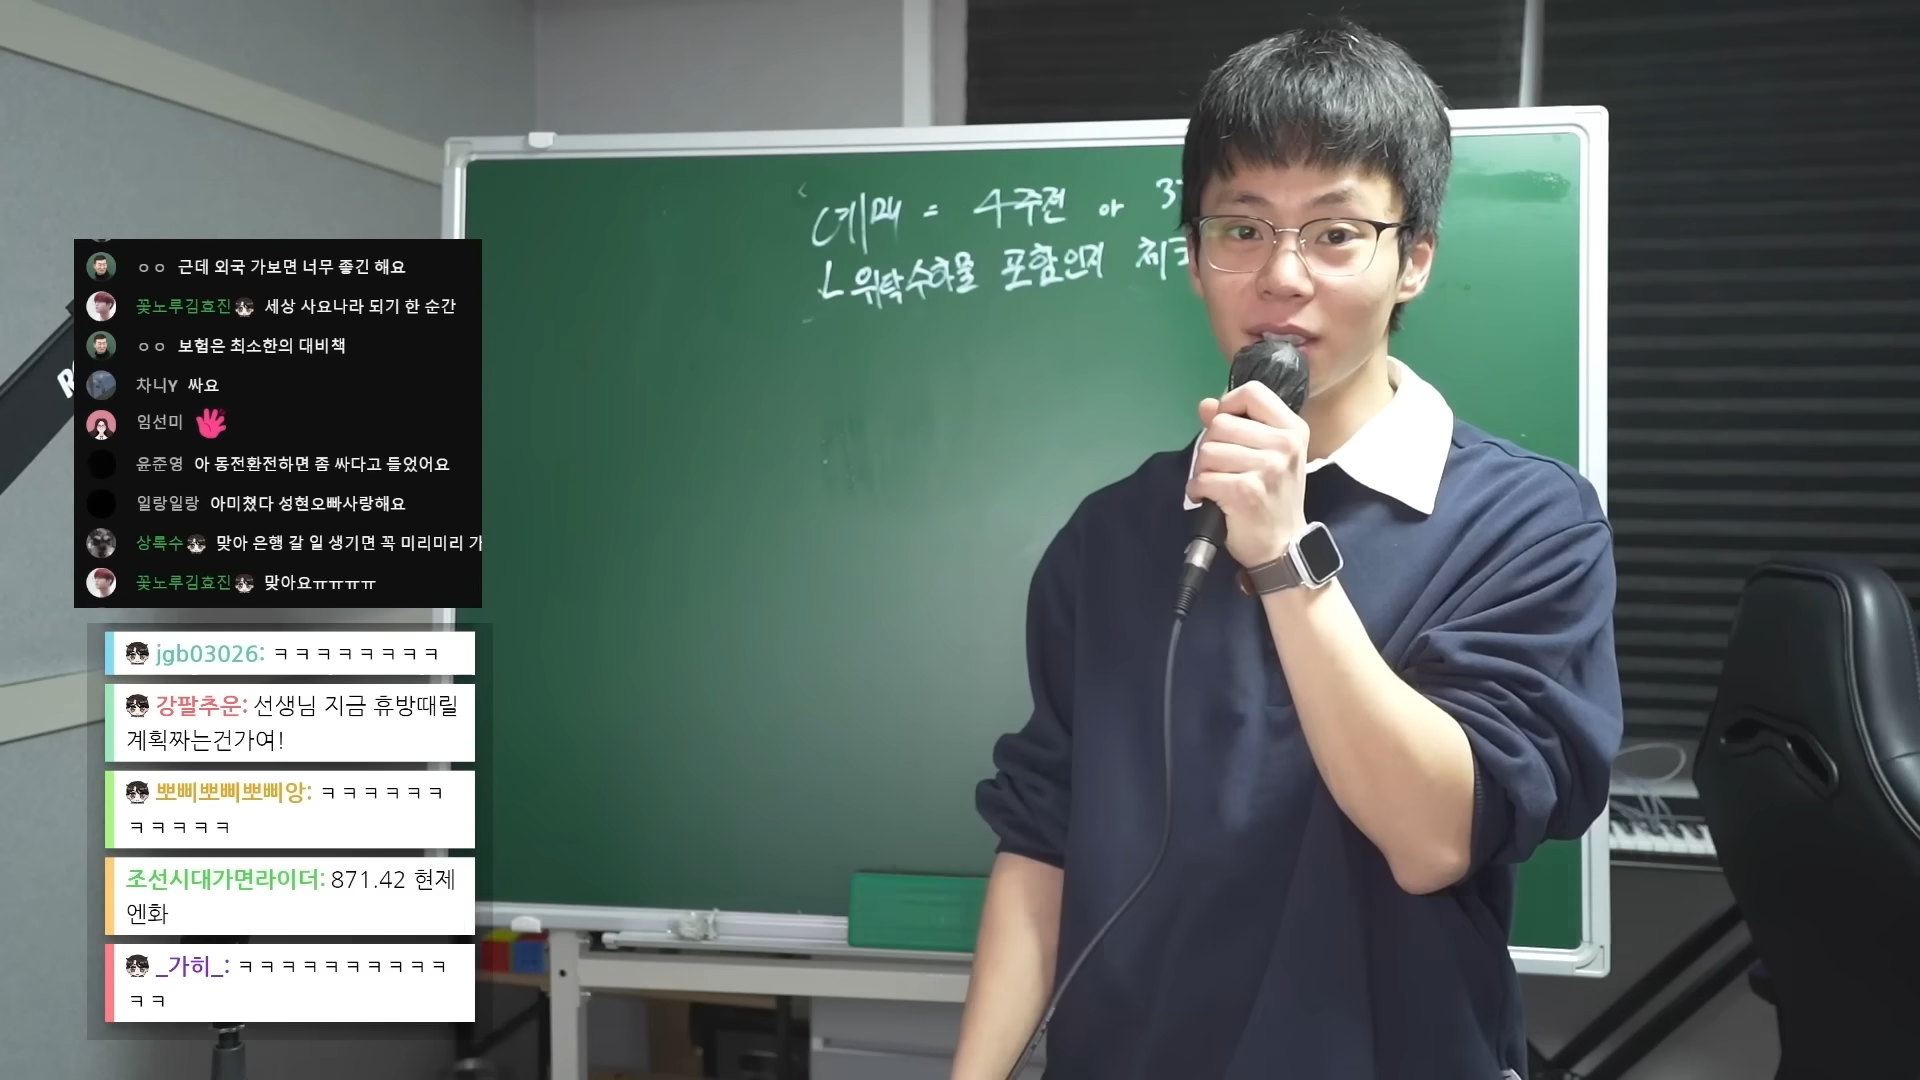 예매 = 4주전 or 3
ㄴ 위탁수하물 포함인지 체크
R
ㅇㅇ 근데 외국 가보면 너무 좋긴 해요
꽃노루김효진 세상 사요나라 되기 한 순간
ㅇㅇ 보험은 최소한의 대비책
차니Y 싸요
임선미
윤준영 아 동전환전하면 좀 싸다고 들었어요
일랑일랑 아미쳤다 성현오빠사랑해요
상록수 맞아 은행 갈 일 생기면 꼭 미리미리 가
꽃노루김효진 맞아요ㅠㅠㅠㅠ
jgb03026: ㅋㅋㅋㅋㅋㅋㅋㅋ
강팔추운: 선생님 지금 휴방때릴
계획짜는건가여!
뽀삐뽀삐뽀삐앙: ㅋㅋㅋㅋㅋㅋ
ㅋㅋㅋㅋㅋ
조선시대가면라이더: 871.42 현제
엔화
_가히_: ㅋㅋㅋㅋㅋㅋㅋㅋㅋㅋ
ㅋㅋ